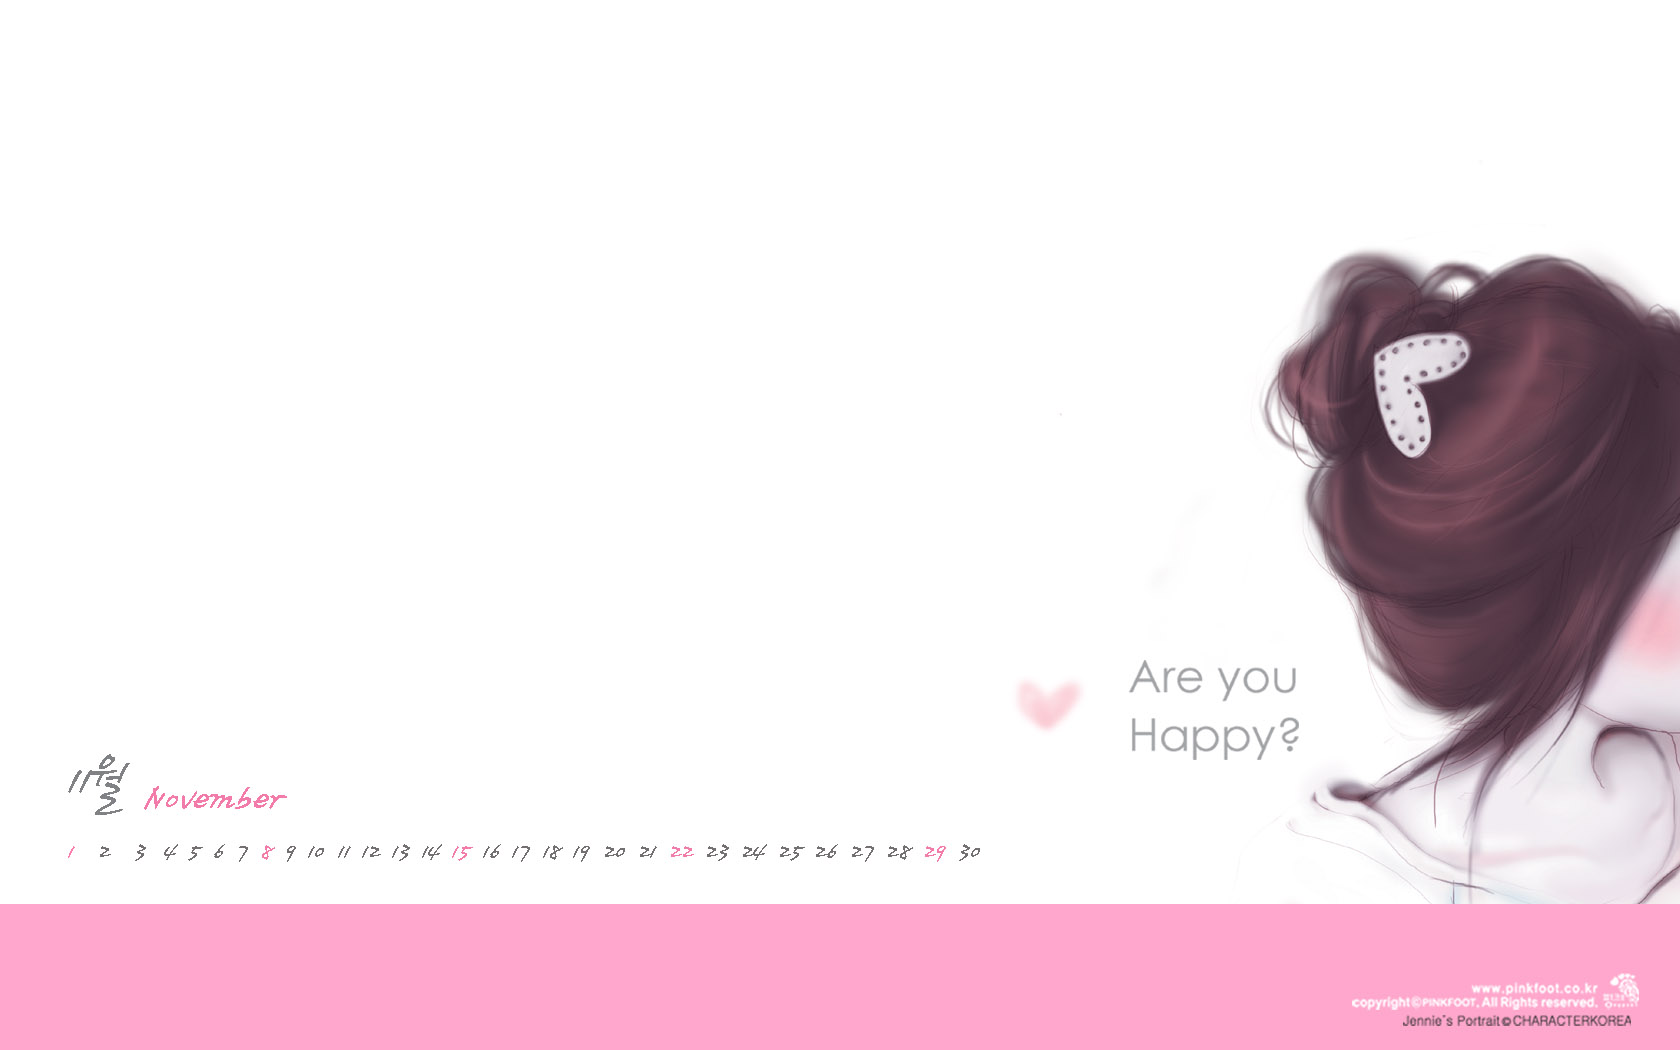 Are you
Happy?
11월 November
1 2 3 4 5 6 7 8 9 10 11 12 13 14 15 16 17 18 19 20 21 22 23 24 25 26 27 28 29 30
www.pinkfoot.co.kr
copyright©PINKFOOT. All Rights reserved.
Jennie's Portrait©CHARACTERKOREA